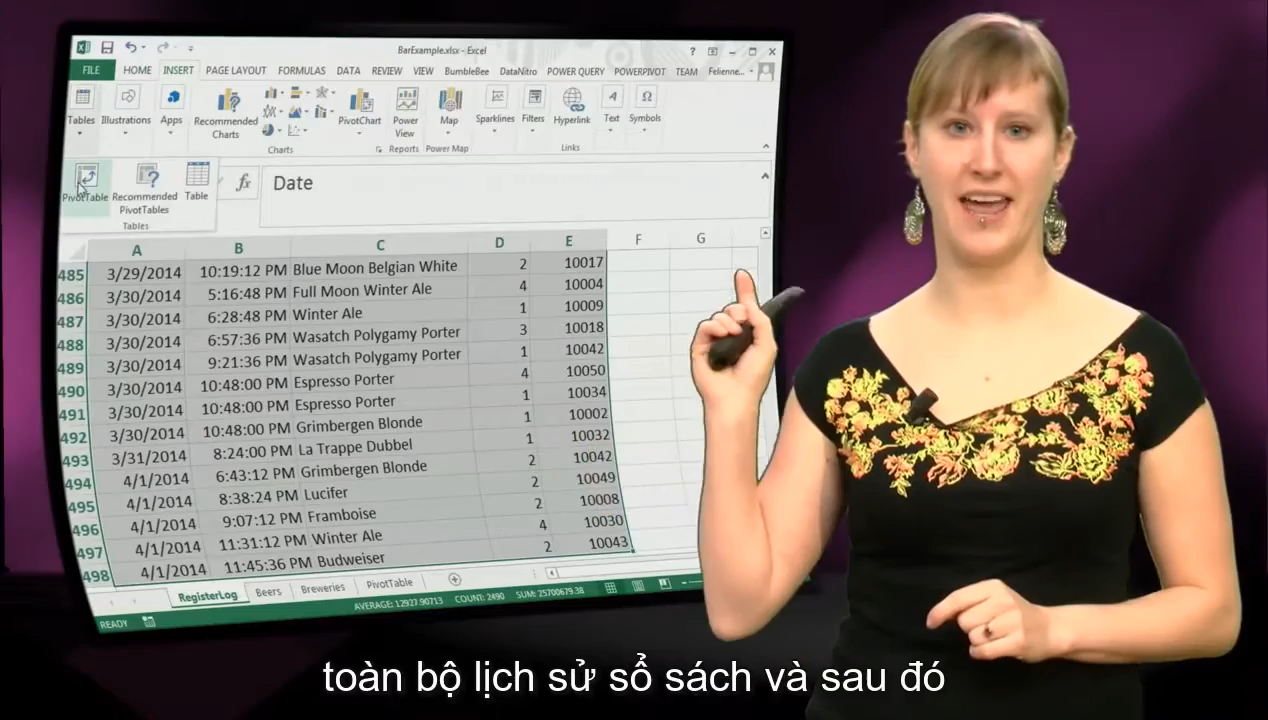 BarExample.xlsx - Excel
FILE HOME INSERT PAGE LAYOUT FORMULAS DATA REVIEW VIEW BumbleBee DataNitro POWER QUERY POWERPIVOT TEAM Felienne...
Tables Illustrations Apps Recommended Charts PivotChart Power View Map Sparklines Filters Hyperlink Text Symbols
Charts Reports Power Map Links
PivotTable Recommended PivotTables Table
Tables
fx Date
A B C D E F G
485 3/29/2014 10:19:12 PM Blue Moon Belgian White 2 10017
486 3/30/2014 5:16:48 PM Full Moon Winter Ale 4 10004
487 3/30/2014 6:28:48 PM Winter Ale 1 10009
488 3/30/2014 6:57:36 PM Wasatch Polygamy Porter 3 10018
489 3/30/2014 9:21:36 PM Wasatch Polygamy Porter 1 10042
490 3/30/2014 10:48:00 PM Espresso Porter 4 10050
491 3/30/2014 10:48:00 PM Espresso Porter 1 10034
492 3/30/2014 10:48:00 PM Grimbergen Blonde 1 10002
493 3/31/2014 8:24:00 PM La Trappe Dubbel 1 10032
494 4/1/2014 6:43:12 PM Grimbergen Blonde 2 10042
495 4/1/2014 8:38:24 PM Lucifer 2 10049
496 4/1/2014 9:07:12 PM Framboise 2 10008
497 4/1/2014 11:31:12 PM Winter Ale 4 10030
498 4/1/2014 11:45:36 PM Budweiser 2 10043
RegisterLog Beers Breweries PivotTable
READY AVERAGE: 12927.90713 COUNT: 2490 SUM: 25700679.38
toàn bộ lịch sử sổ sách và sau đó